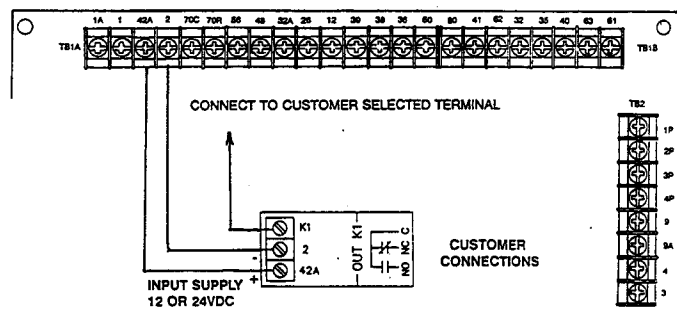 1A 1 42A 2 70C 70R 56 48 32A 26 12 39 38 36 60 80 41 62 32 35 40 63 61
TB1A TB1B
CONNECT TO CUSTOMER SELECTED TERMINAL
TB2
1P
2P
3P
4P
9
9A
4
3
K1
2
-
42A
+
OUT K1
NO NC C
CUSTOMER
CONNECTIONS
INPUT SUPPLY
12 OR 24VDC